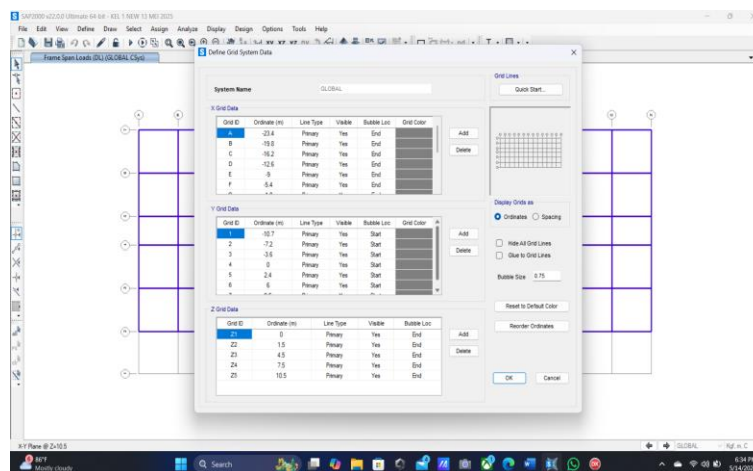 SAP2000 v22.0.0 Ultimate 64-bit - KEL 1 NEW 13 MEI 2025
File Edit View Define Draw Select Assign Analyze Display Design Options Tools Help
Frame Span Loads (DL) (GLOBAL CSys)
Define Grid System Data
System Name GLOBAL
Grid Lines
Quick Start...
X Grid Data
Grid ID Ordinate (m) Line Type Visible Bubble Loc Grid Color
A -23.4 Primary Yes End
B -19.8 Primary Yes End
C -16.2 Primary Yes End
D -12.6 Primary Yes End
E -9 Primary Yes End
F -5.4 Primary Yes End
Add
Delete
Y Grid Data
Grid ID Ordinate (m) Line Type Visible Bubble Loc Grid Color
1 -10.7 Primary Yes Start
2 -7.2 Primary Yes Start
3 -3.6 Primary Yes Start
4 0 Primary Yes Start
5 2.4 Primary Yes Start
6 6 Primary Yes Start
Add
Delete
Display Grids as
Ordinates Spacing
Hide All Grid Lines
Glue to Grid Lines
Bubble Size 0.75
Reset to Default Color
Reorder Ordinates
Z Grid Data
Grid ID Ordinate (m) Line Type Visible Bubble Loc
Z1 0 Primary Yes End
Z2 1.5 Primary Yes End
Z3 4.5 Primary Yes End
Z4 7.5 Primary Yes End
Z5 10.5 Primary Yes End
Add
Delete
OK Cancel
X-Y Plane @ Z=10.5
GLOBAL Kgf, m, C
86°F
Mostly cloudy
Search
6:34 PM